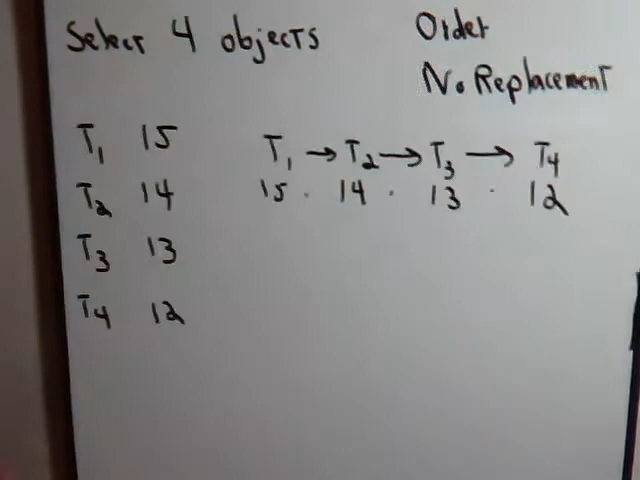 Select 4 objects
Order
No Replacement
T1 15
T2 14
T3 13
T4 12
T1 → T2 → T3 → T4
15 · 14 · 13 · 12